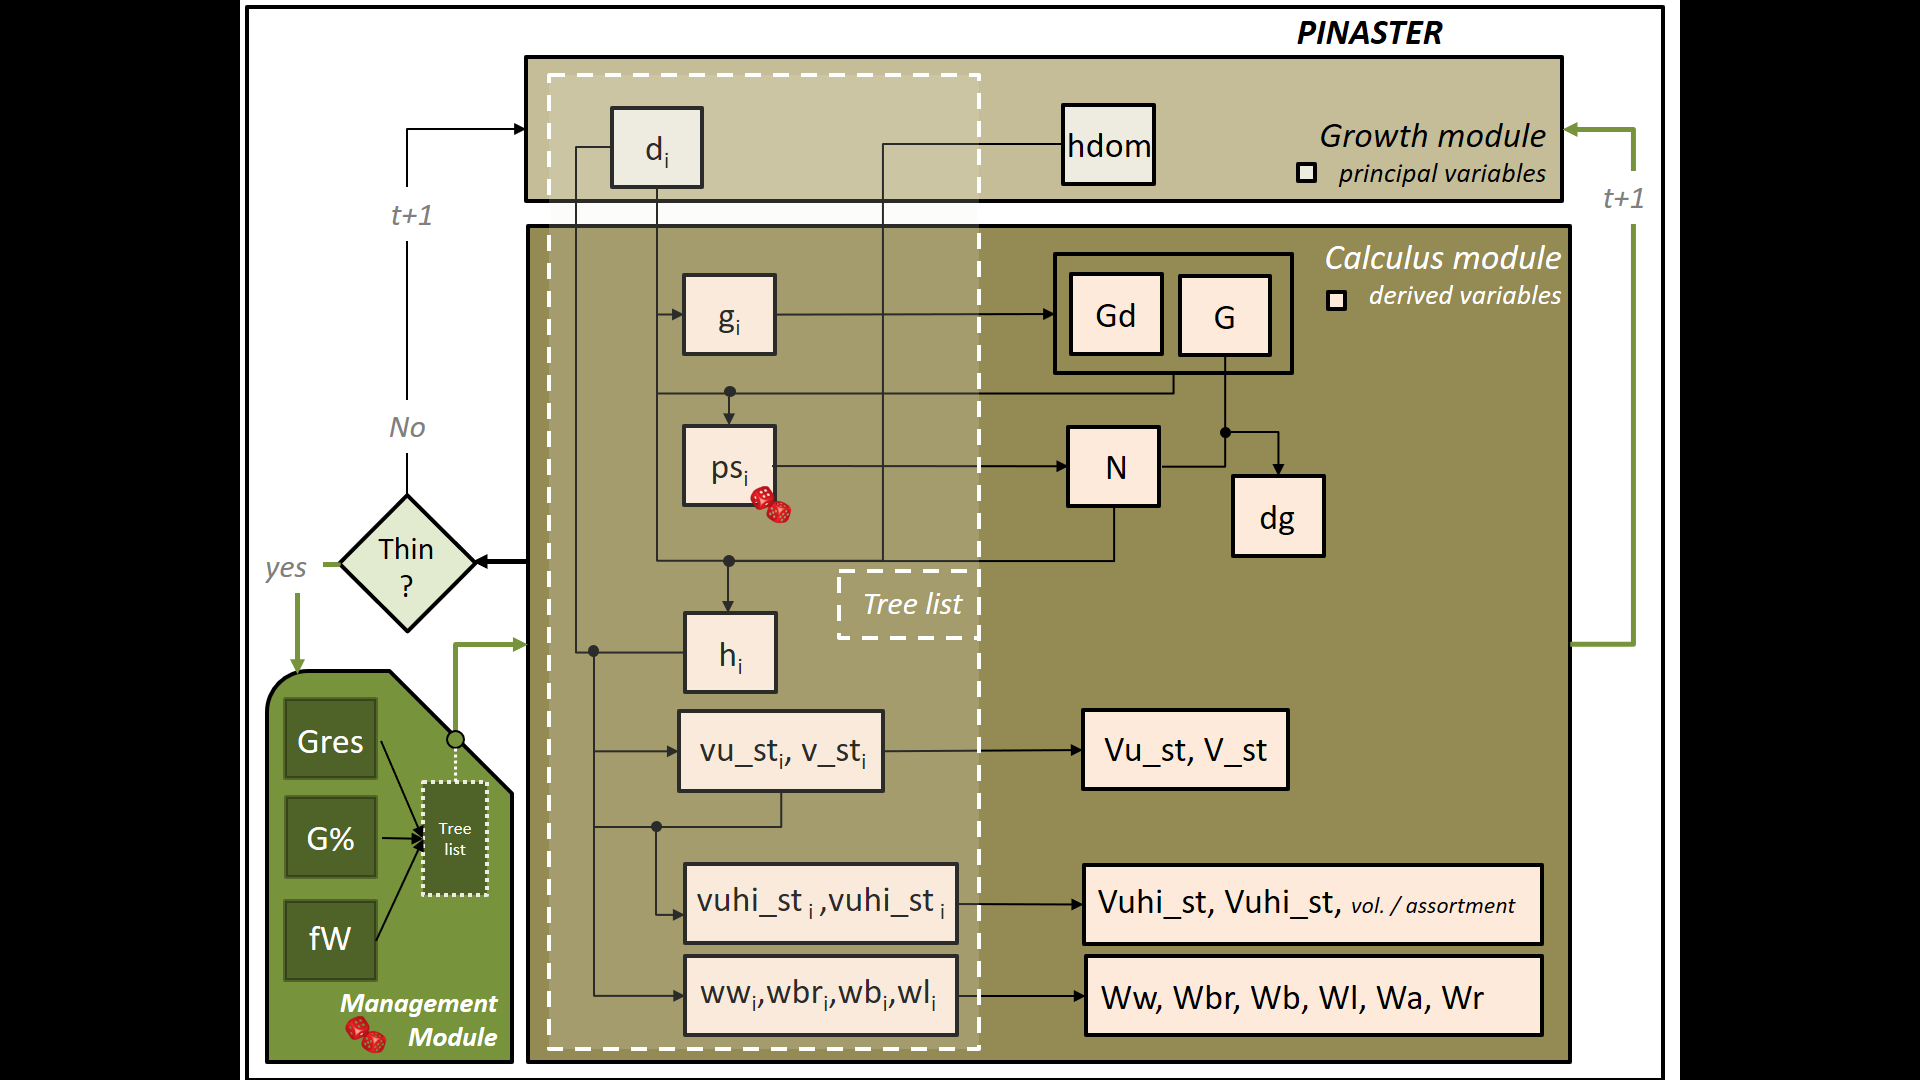 PINASTER
di
hdom
Growth module
principal variables
t+1
t+1
Calculus module
derived variables
gi
Gd
G
No
psi
N
dg
Thin
?
yes
Tree list
hi
Gres
vu_sti, v_sti
Vu_st, V_st
G%
Tree
list
vuhi_st i ,vuhi_st i
Vuhi_st, Vuhi_st, vol. / assortment
fW
wwi,wbri,wbi,wli
Ww, Wbr, Wb, Wl, Wa, Wr
Management
Module